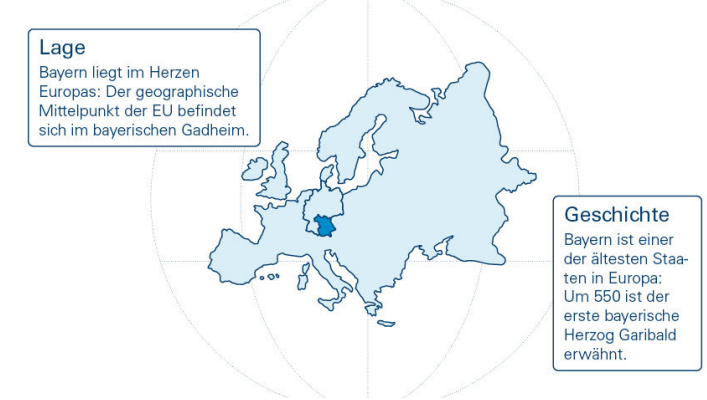 Lage
Bayern liegt im Herzen
Europas: Der geographische
Mittelpunkt der EU befindet
sich im bayerischen Gadheim.
Geschichte
Bayern ist einer
der ältesten Staa-
ten in Europa:
Um 550 ist der
erste bayerische
Herzog Garibald
erwähnt.